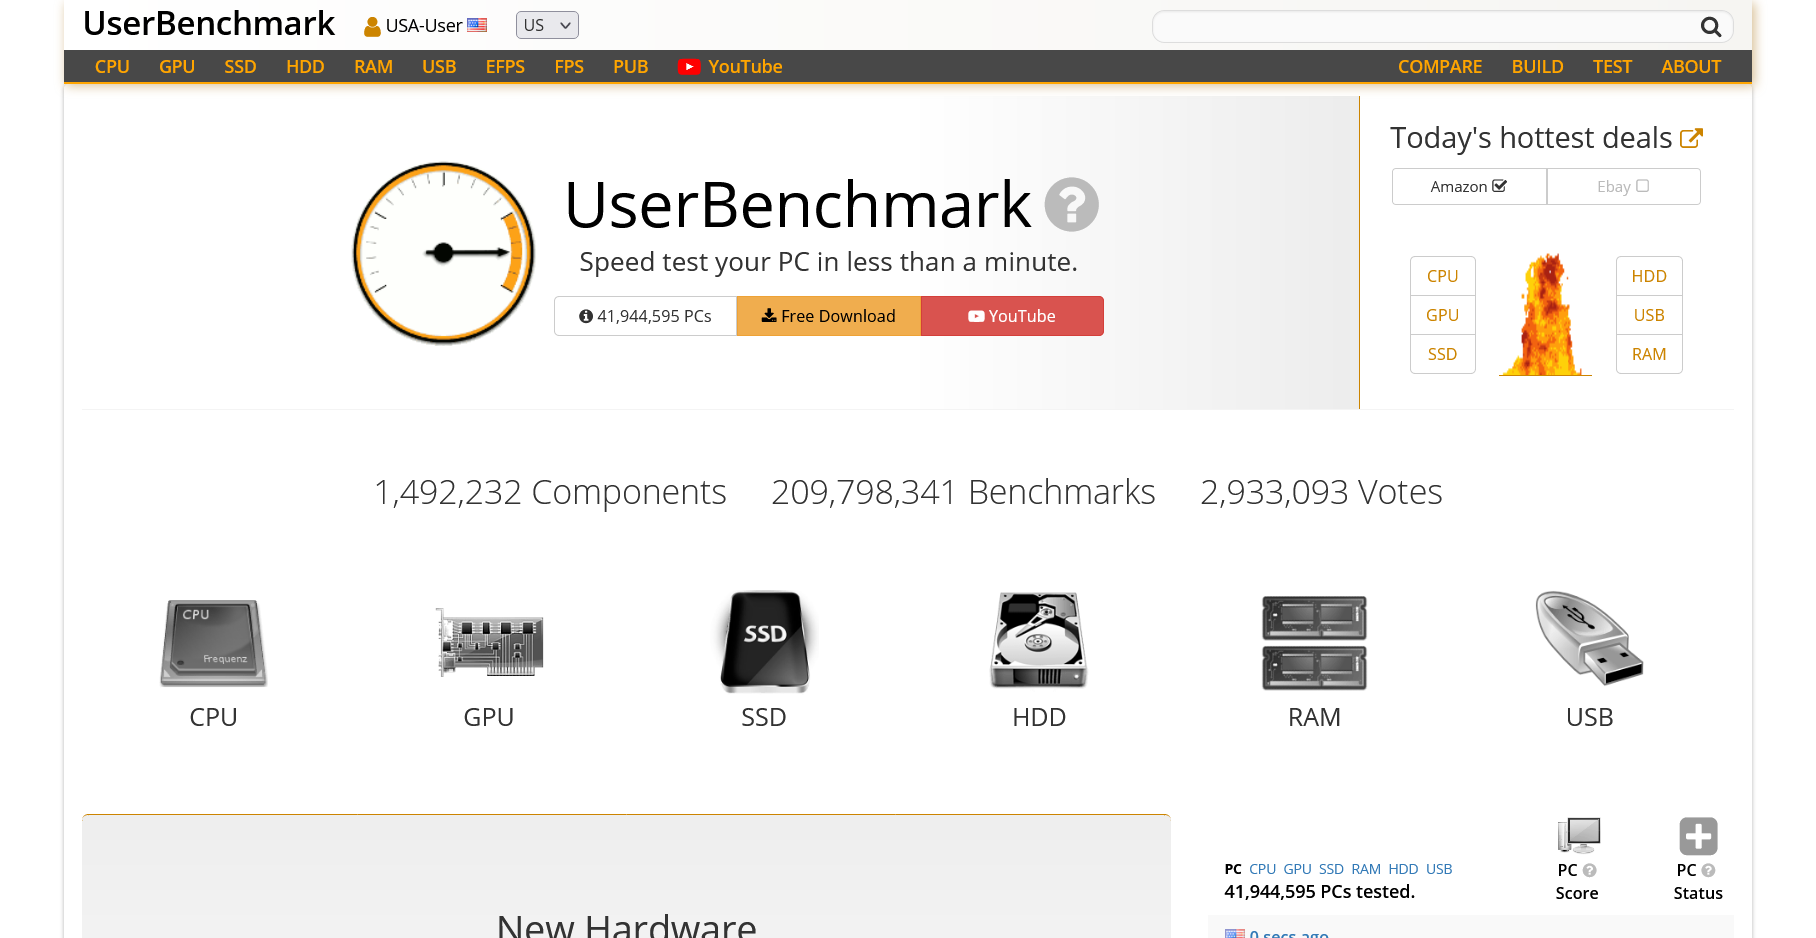 UserBenchmark USA-User US
CPU GPU SSD HDD RAM USB EFPS FPS PUB YouTube COMPARE BUILD TEST ABOUT
UserBenchmark
Speed test your PC in less than a minute.
41,944,595 PCs Free Download YouTube
Today's hottest deals
Amazon Ebay
CPU HDD
GPU USB
SSD RAM
1,492,232 Components 209,798,341 Benchmarks 2,933,093 Votes
CPU
Frequenz
SSD
CPU GPU SSD HDD RAM USB
New Hardware
PC CPU GPU SSD RAM HDD USB
41,944,595 PCs tested.
PC Score
PC Status
0 secs ago